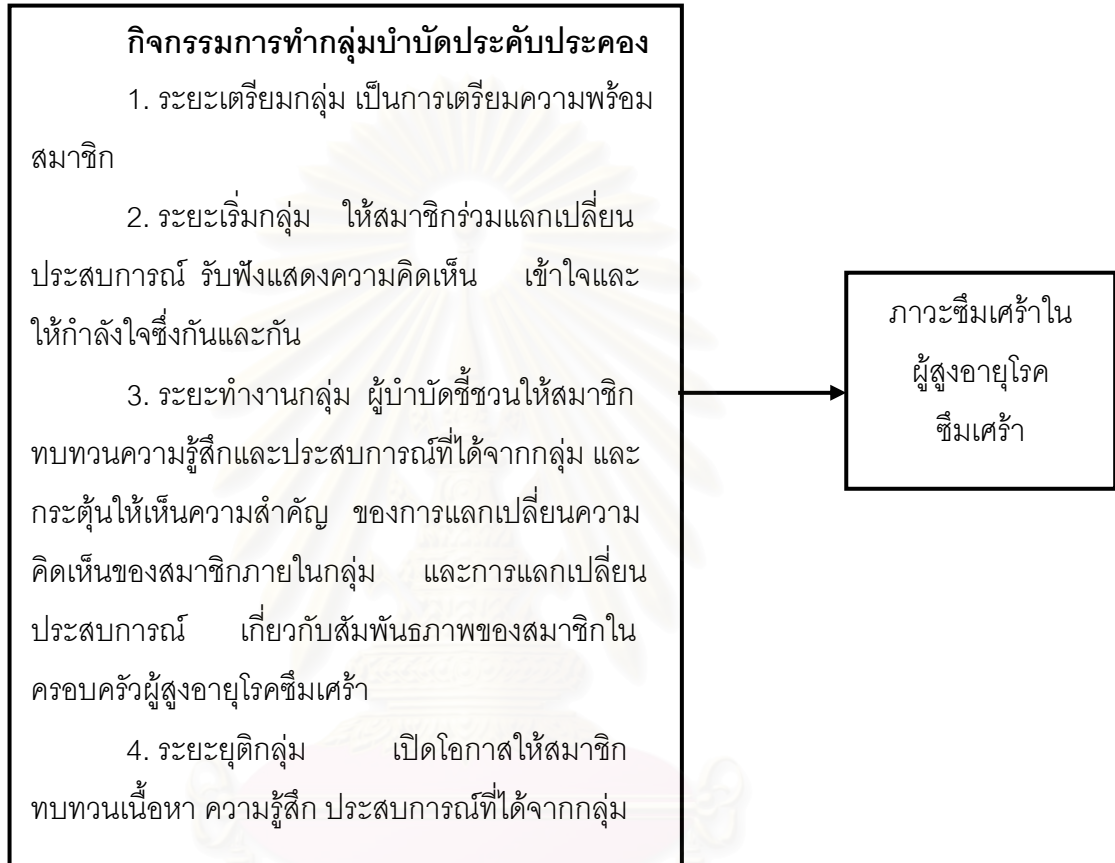 กิจกรรมการทำกลุ่มบำบัดประคับประคอง
1. ระยะเตรียมกลุ่ม เป็นการเตรียมความพร้อม
สมาชิก
2. ระยะเริ่มกลุ่ม ให้สมาชิกร่วมแลกเปลี่ยน
ประสบการณ์ รับฟังแสดงความคิดเห็น เข้าใจและ
ให้กำลังใจซึ่งกันและกัน
3. ระยะทำงานกลุ่ม ผู้บำบัดชี้ชวนให้สมาชิก
ทบทวนความรู้สึกและประสบการณ์ที่ได้จากกลุ่ม และ
กระตุ้นให้เห็นความสำคัญ ของการแลกเปลี่ยนความ
คิดเห็นของสมาชิกภายในกลุ่ม และการแลกเปลี่ยน
ประสบการณ์ เกี่ยวกับสัมพันธภาพของสมาชิกใน
ครอบครัวผู้สูงอายุโรคซึมเศร้า
4. ระยะยุติกลุ่ม เปิดโอกาสให้สมาชิก
ทบทวนเนื้อหา ความรู้สึก ประสบการณ์ที่ได้จากกลุ่ม
ภาวะซึมเศร้าใน
ผู้สูงอายุโรค
ซึมเศร้า